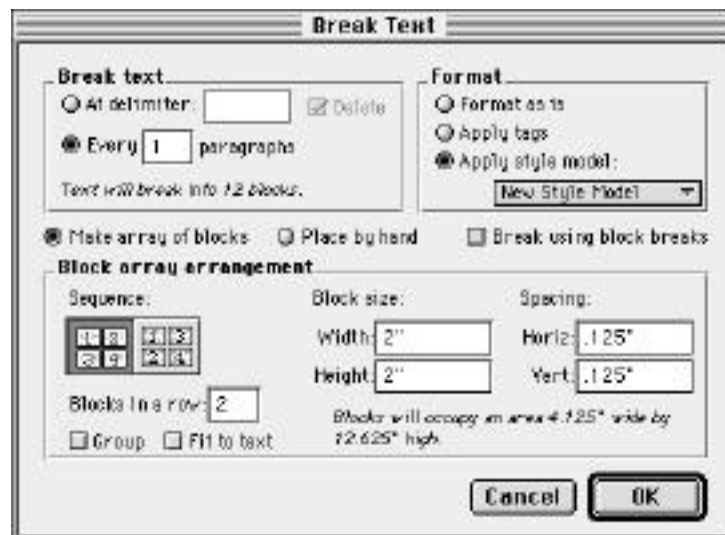 Break Text
Break text
At delimiter:
Delete
Every 1 paragraphs
Text will break into 12 blocks.
Format
Format as is
Apply tags
Apply style model:
New Style Model
Make array of blocks
Place by hand
Break using block breaks
Block array arrangement
Sequence:
1 3
2 4
Blocks in a row: 2
Group
Fit to text
Block size:
Width: 2"
Height: 2"
Spacing:
Horiz: .125"
Vert: .125"
Blocks will occupy an area 4.125" wide by
12.625" high.
Cancel
OK